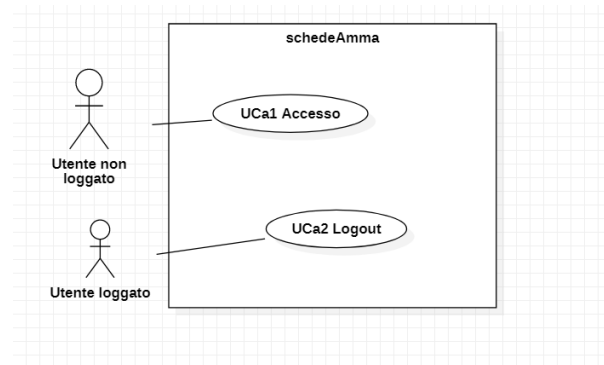 schedeAmma
UCa1 Accesso
Utente non
loggato
UCa2 Logout
Utente loggato